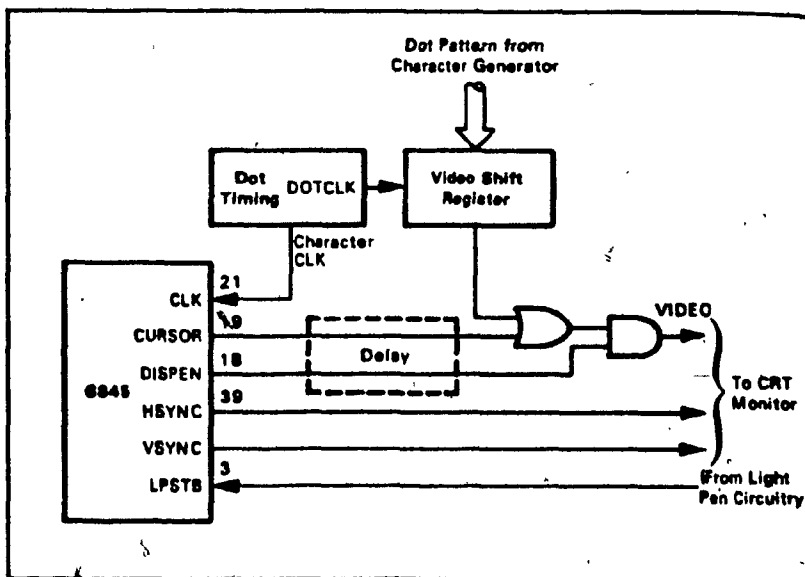 Dot Pattern from
Character Generator
Dot
Timing
DOTCLK
Video Shift
Register
Character
CLK
21
CLK
9
CURSOR
Delay
VIDEO
18
DISPEN
6845
39
HSYNC
To CRT
Monitor
VSYNC
3
LPSTB
(From Light
Pen Circuitry